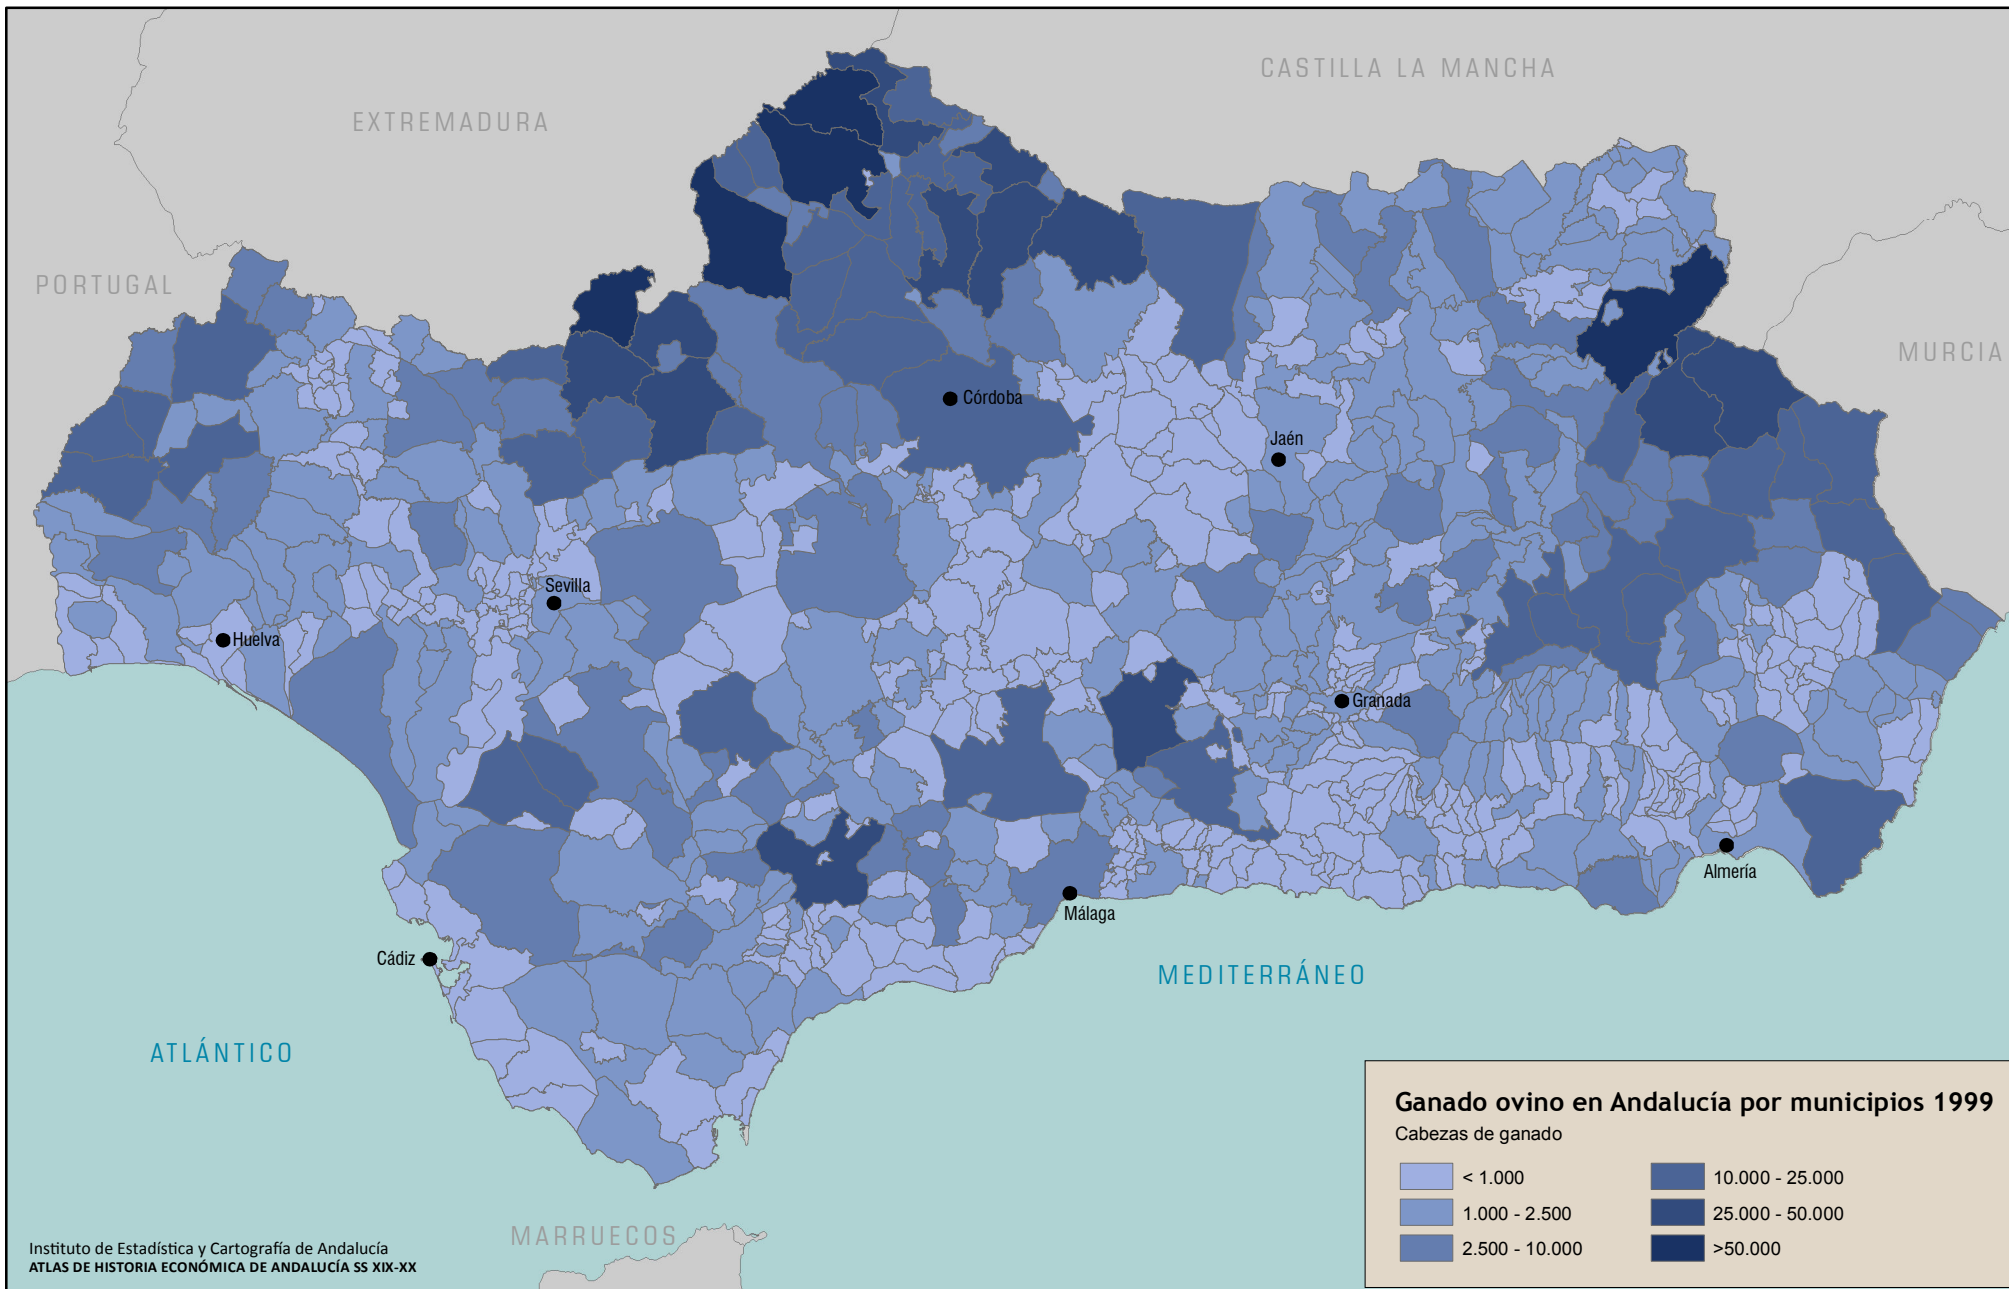 CASTILLA LA MANCHA
EXTREMADURA
PORTUGAL
MURCIA
Córdoba
Jaén
Sevilla
Huelva
Granada
Almería
Málaga
Cádiz
MEDITERRÁNEO
ATLÁNTICO
MARRUECOS
Ganado ovino en Andalucía por municipios 1999
Cabezas de ganado
< 1.000
1.000 - 2.500
2.500 - 10.000
10.000 - 25.000
25.000 - 50.000
>50.000
Instituto de Estadística y Cartografía de Andalucía
ATLAS DE HISTORIA ECONÓMICA DE ANDALUCÍA SS XIX-XX